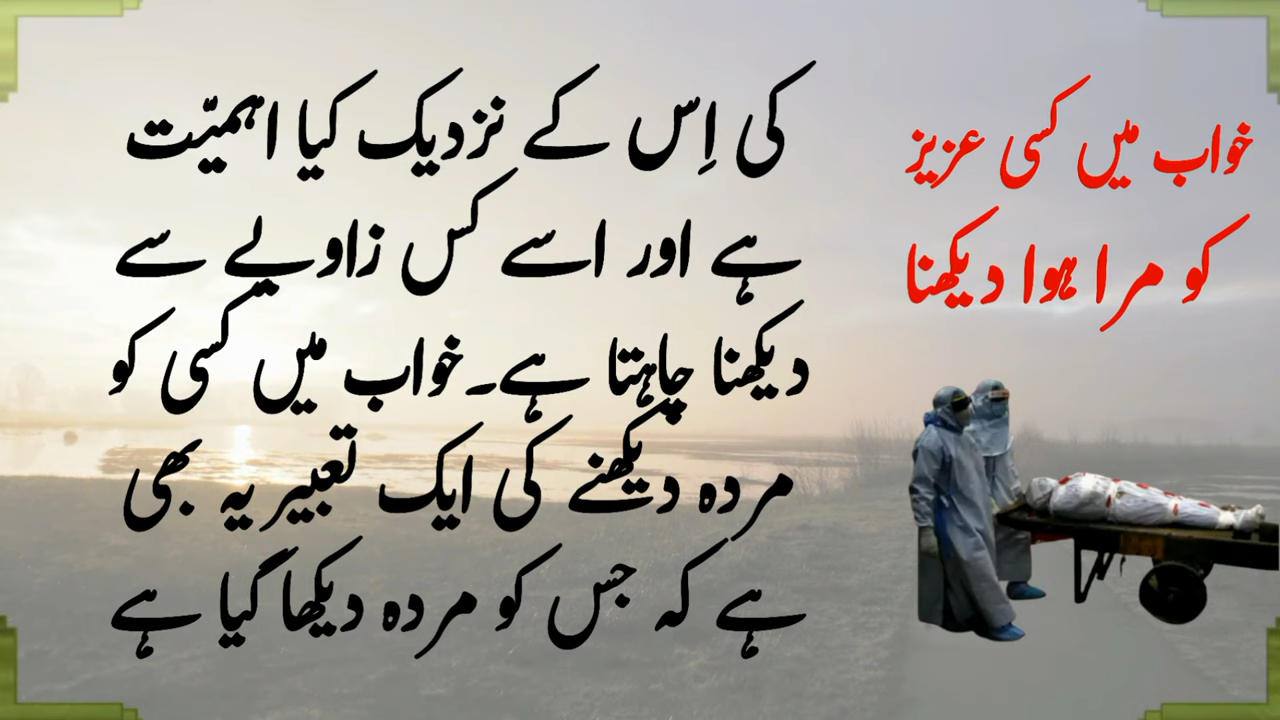 خواب میں کسی عزیز
کو مرا ہوا دیکھنا
کی اِس کے نزدیک کیا اہمیّت
ہے اور اسے کس زاویے سے
دیکھنا چاہتا ہے۔خواب میں کسی کو
مردہ دیکھنے کی ایک تعبیر یہ بھی
ہے کہ جس کو مردہ دیکھا گیا ہے